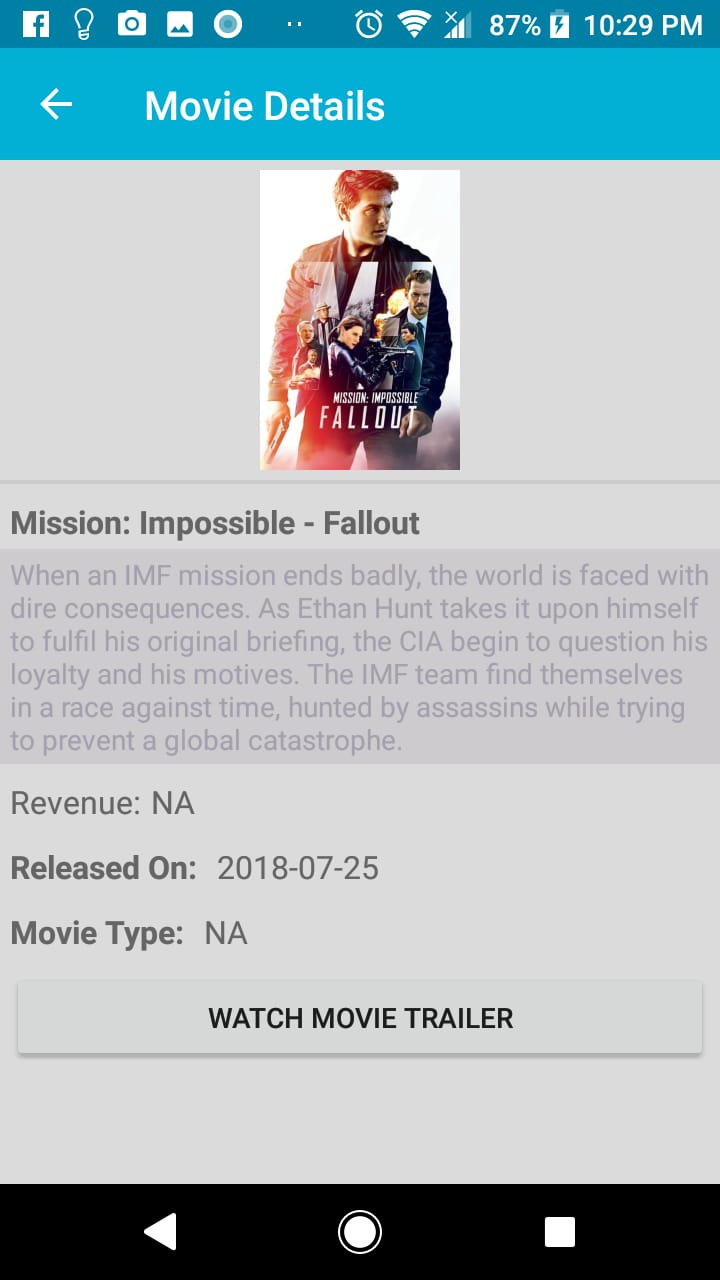 87% 10:29 PM
Movie Details
MISSION: IMPOSSIBLE
FALLOUT
Mission: Impossible - Fallout
When an IMF mission ends badly, the world is faced with
dire consequences. As Ethan Hunt takes it upon himself
to fulfil his original briefing, the CIA begin to question his
loyalty and his motives. The IMF team find themselves
in a race against time, hunted by assassins while trying
to prevent a global catastrophe.
Revenue: NA
Released On: 2018-07-25
Movie Type: NA
WATCH MOVIE TRAILER